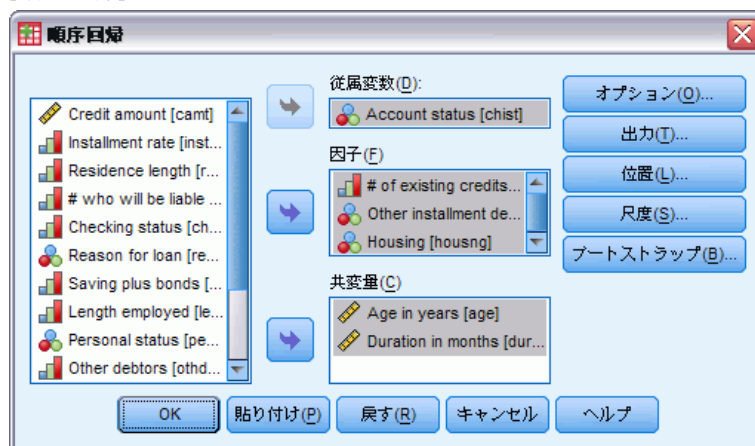 順序回帰
Credit amount [camt]
Installment rate [inst...
Residence length [r...
# who will be liable ...
Checking status [ch...
Reason for loan [re...
Saving plus bonds [...
Length employed [le...
Personal status [pe...
Other debtors [othd...
従属変数(D):
Account status [chist]
因子(F)
# of existing credits...
Other installment de...
Housing [housng]
共変量(C)
Age in years [age]
Duration in months [dur...
オプション(O)...
出力(T)...
位置(L)...
尺度(S)...
ブートストラップ(B)...
OK
貼り付け(P)
戻す(R)
キャンセル
ヘルプ